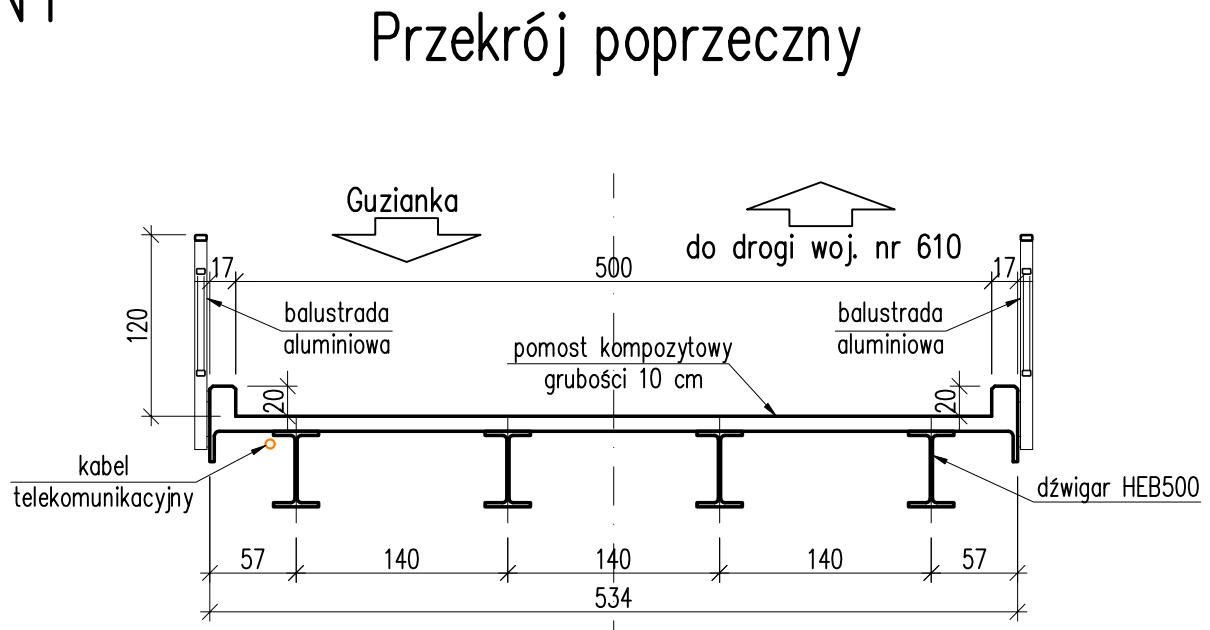 Przekrój poprzeczny
Guzianka
do drogi woj. nr 610
17
500
17
120
balustrada
aluminiowa
balustrada
aluminiowa
pomost kompozytowy
grubości 10 cm
20
20
kabel
telekomunikacyjny
dźwigar HEB500
57
140
140
140
57
534